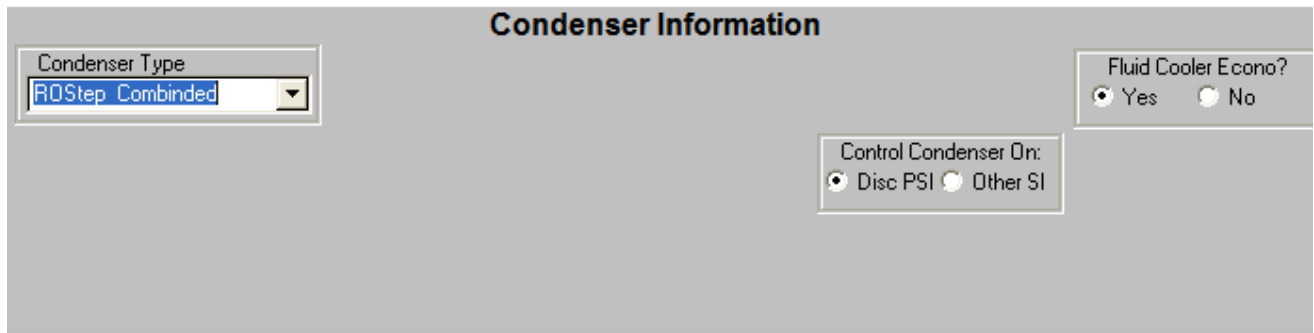 Condenser Information
Condenser Type
ROStep Combinded
Fluid Cooler Econo?
Yes No
Control Condenser On:
Disc PSI Other SI